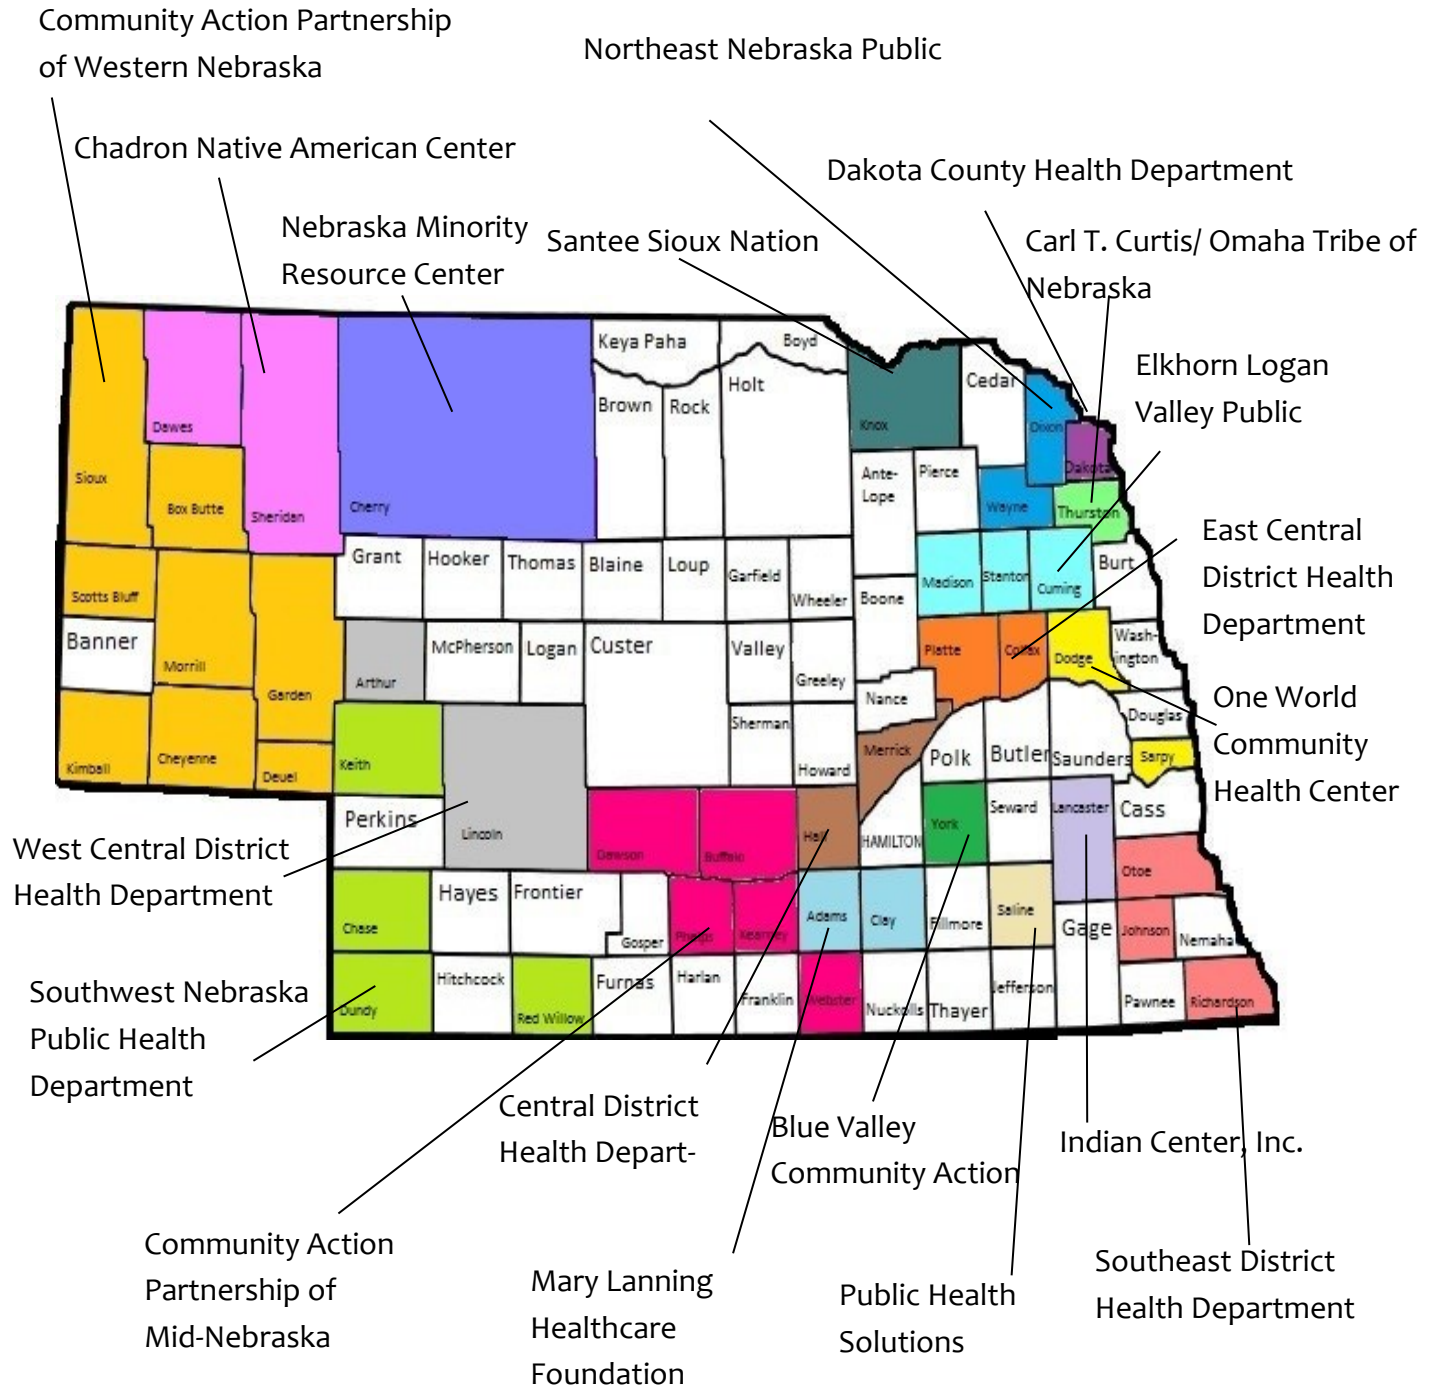 Community Action Partnership
of Western Nebraska
Northeast Nebraska Public
Chadron Native American Center
Dakota County Health Department
Nebraska Minority
Resource Center
Santee Sioux Nation
Carl T. Curtis/ Omaha Tribe of
Nebraska
Elkhorn Logan
Valley Public
East Central
District Health
Department
One World
Community
Health Center
Keya Paha
Boyd
Holt
Cedar
Brown
Rock
Knox
Dixon
Dawes
Sioux
Box Butte
Sheridan
Cherry
Ante-
Lope
Pierce
Dakota
Wayne
Thurston
Grant
Hooker
Thomas
Blaine
Loup
Garfield
Wheeler
Boone
Madison
Stanton
Cuming
Burt
Scotts Bluff
Banner
Morrill
Garden
Arthur
McPherson
Logan
Custer
Valley
Greeley
Platte
Colfax
Dodge
Wash-
ington
Nance
Douglas
Kimball
Cheyenne
Deuel
Keith
Sherman
Howard
Merrick
Polk
Butler
Saunders
Sarpy
Perkins
Lincoln
Dawson
Buffalo
Hall
HAMILTON
York
Seward
Lancaster
Cass
Otoe
Chase
Hayes
Frontier
Gosper
Phelps
Kearney
Adams
Clay
Fillmore
Saline
Gage
Johnson
Nemaha
Dundy
Hitchcock
Red Willow
Furnas
Harlan
Franklin
Webster
Nuckolls
Thayer
Jefferson
Pawnee
Richardson
West Central District
Health Department
Southwest Nebraska
Public Health
Department
Central District
Health Depart-
Blue Valley
Community Action
Indian Center, Inc.
Community Action
Partnership of
Mid-Nebraska
Mary Lanning
Healthcare
Foundation
Public Health
Solutions
Southeast District
Health Department